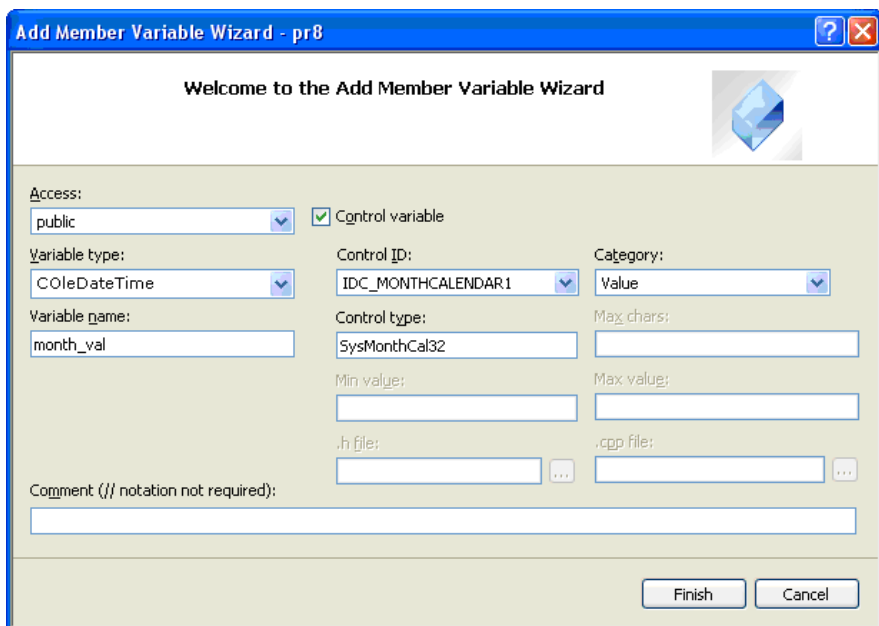 Add Member Variable Wizard - pr8
Welcome to the Add Member Variable Wizard
Access:
public
Control variable
Variable type:
COleDateTime
Control ID:
IDC_MONTHCALENDAR1
Category:
Value
Variable name:
month_val
Control type:
SysMonthCal32
Max chars:
Min value:
Max value:
.h file:
...
.cpp file:
...
Comment (// notation not required):
Finish
Cancel